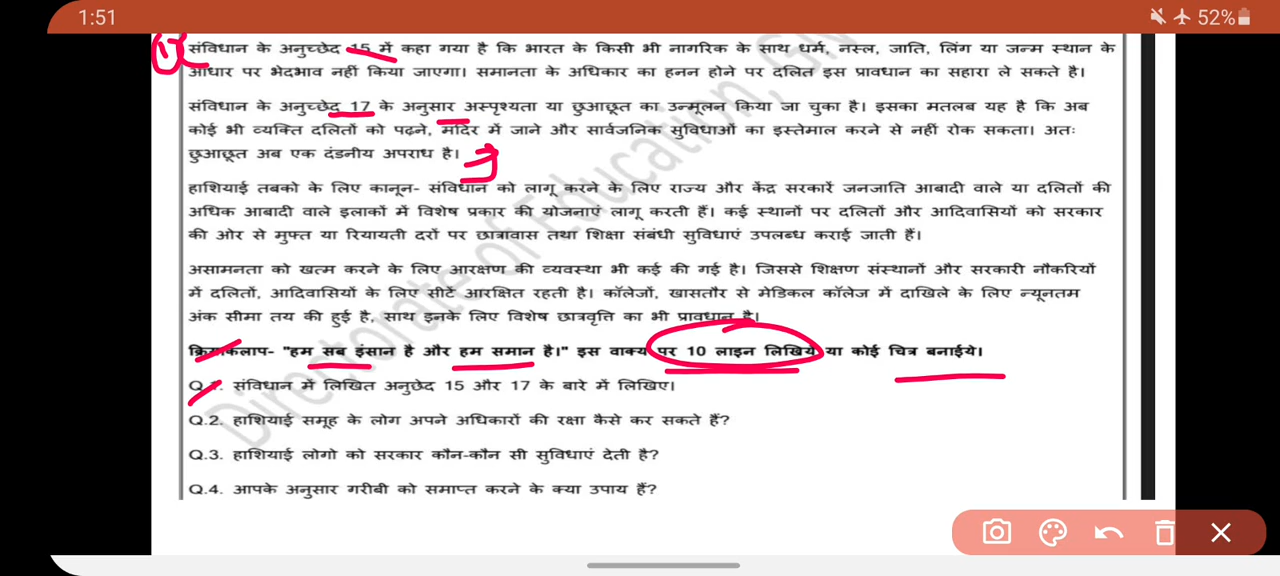 1:51 52%
संविधान के अनुच्छेद 15 में कहा गया है कि भारत के किसी भी नागरिक के साथ धर्म, नस्ल, जाति, लिंग या जन्म स्थान के
आधार पर भेदभाव नहीं किया जाएगा। समानता के अधिकार का हनन होने पर दलित इस प्रावधान का सहारा ले सकते है।
संविधान के अनुच्छेद 17 के अनुसार अस्पृश्यता या छुआछूत का उन्मूलन किया जा चुका है। इसका मतलब यह है कि अब
कोई भी व्यक्ति दलितों को पढ़ने, मंदिर में जाने और सार्वजनिक सुविधाओं का इस्तेमाल करने से नहीं रोक सकता। अतः
छुआछूत अब एक दंडनीय अपराध है।
हाशियाई तबको के लिए कानून- संविधान को लागू करने के लिए राज्य और केंद्र सरकारें जनजाति आबादी वाले या दलितों की
अधिक आबादी वाले इलाकों में विशेष प्रकार की योजनाएं लागू करती हैं। कई स्थानों पर दलितों और आदिवासियों को सरकार
की ओर से मुफ्त या रियायती दरों पर छात्रावास तथा शिक्षा संबंधी सुविधाएं उपलब्ध कराई जाती हैं।
असामनता को खत्म करने के लिए आरक्षण की व्यवस्था भी कई की गई है। जिससे शिक्षण संस्थानों और सरकारी नौकरियों
में दलितों, आदिवासियों के लिए सीटें आरक्षित रहती है। कॉलेजों, खासतौर से मेडिकल कॉलेज में दाखिले के लिए न्यूनतम
अंक सीमा तय की हुई है, साथ इनके लिए विशेष छात्रवृत्ति का भी प्रावधान है।
क्रियाकलाप- "हम सब इंसान है और हम समान है।" इस वाक्य पर 10 लाइन लिखिये या कोई चित्र बनाईये।
Q.1. संविधान में लिखित अनुछेद 15 और 17 के बारे में लिखिए।
Q.2. हाशियाई समूह के लोग अपने अधिकारों की रक्षा कैसे कर सकते हैं?
Q.3. हाशियाई लोगो को सरकार कौन-कौन सी सुविधाएं देती है?
Q.4. आपके अनुसार गरीबी को समाप्त करने के क्या उपाय हैं?
Directorate of Education,